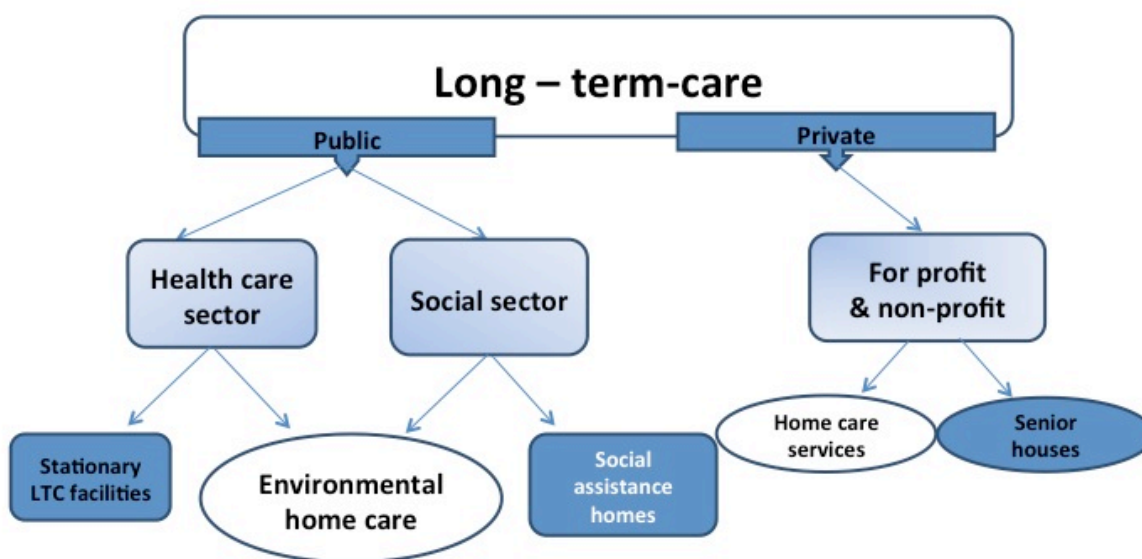 Long – term-care
Public
Private
Health care
sector
Social sector
For profit
& non-profit
Stationary
LTC facilities
Environmental
home care
Social
assistance
homes
Home care
services
Senior
houses